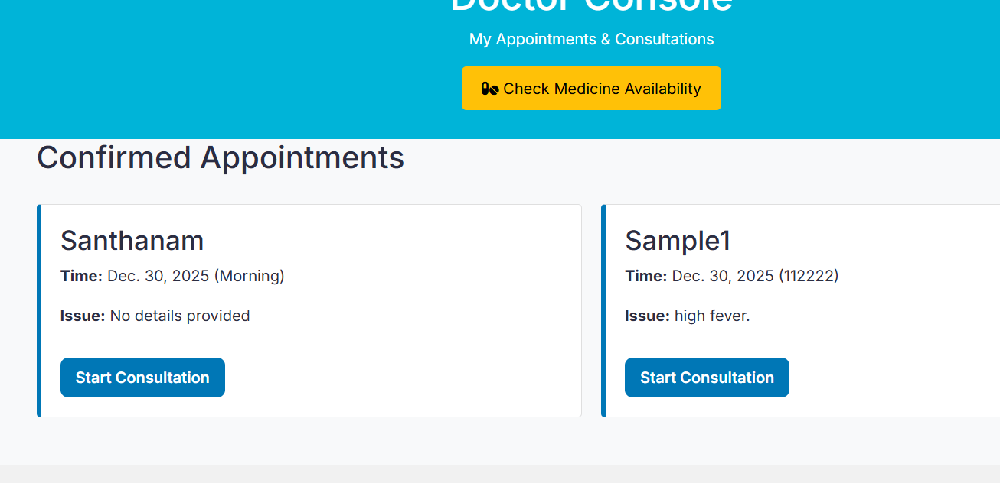 Doctor Console
My Appointments & Consultations
Check Medicine Availability
Confirmed Appointments
Santhanam
Time: Dec. 30, 2025 (Morning)
Issue: No details provided
Start Consultation
Sample1
Time: Dec. 30, 2025 (112222)
Issue: high fever.
Start Consultation